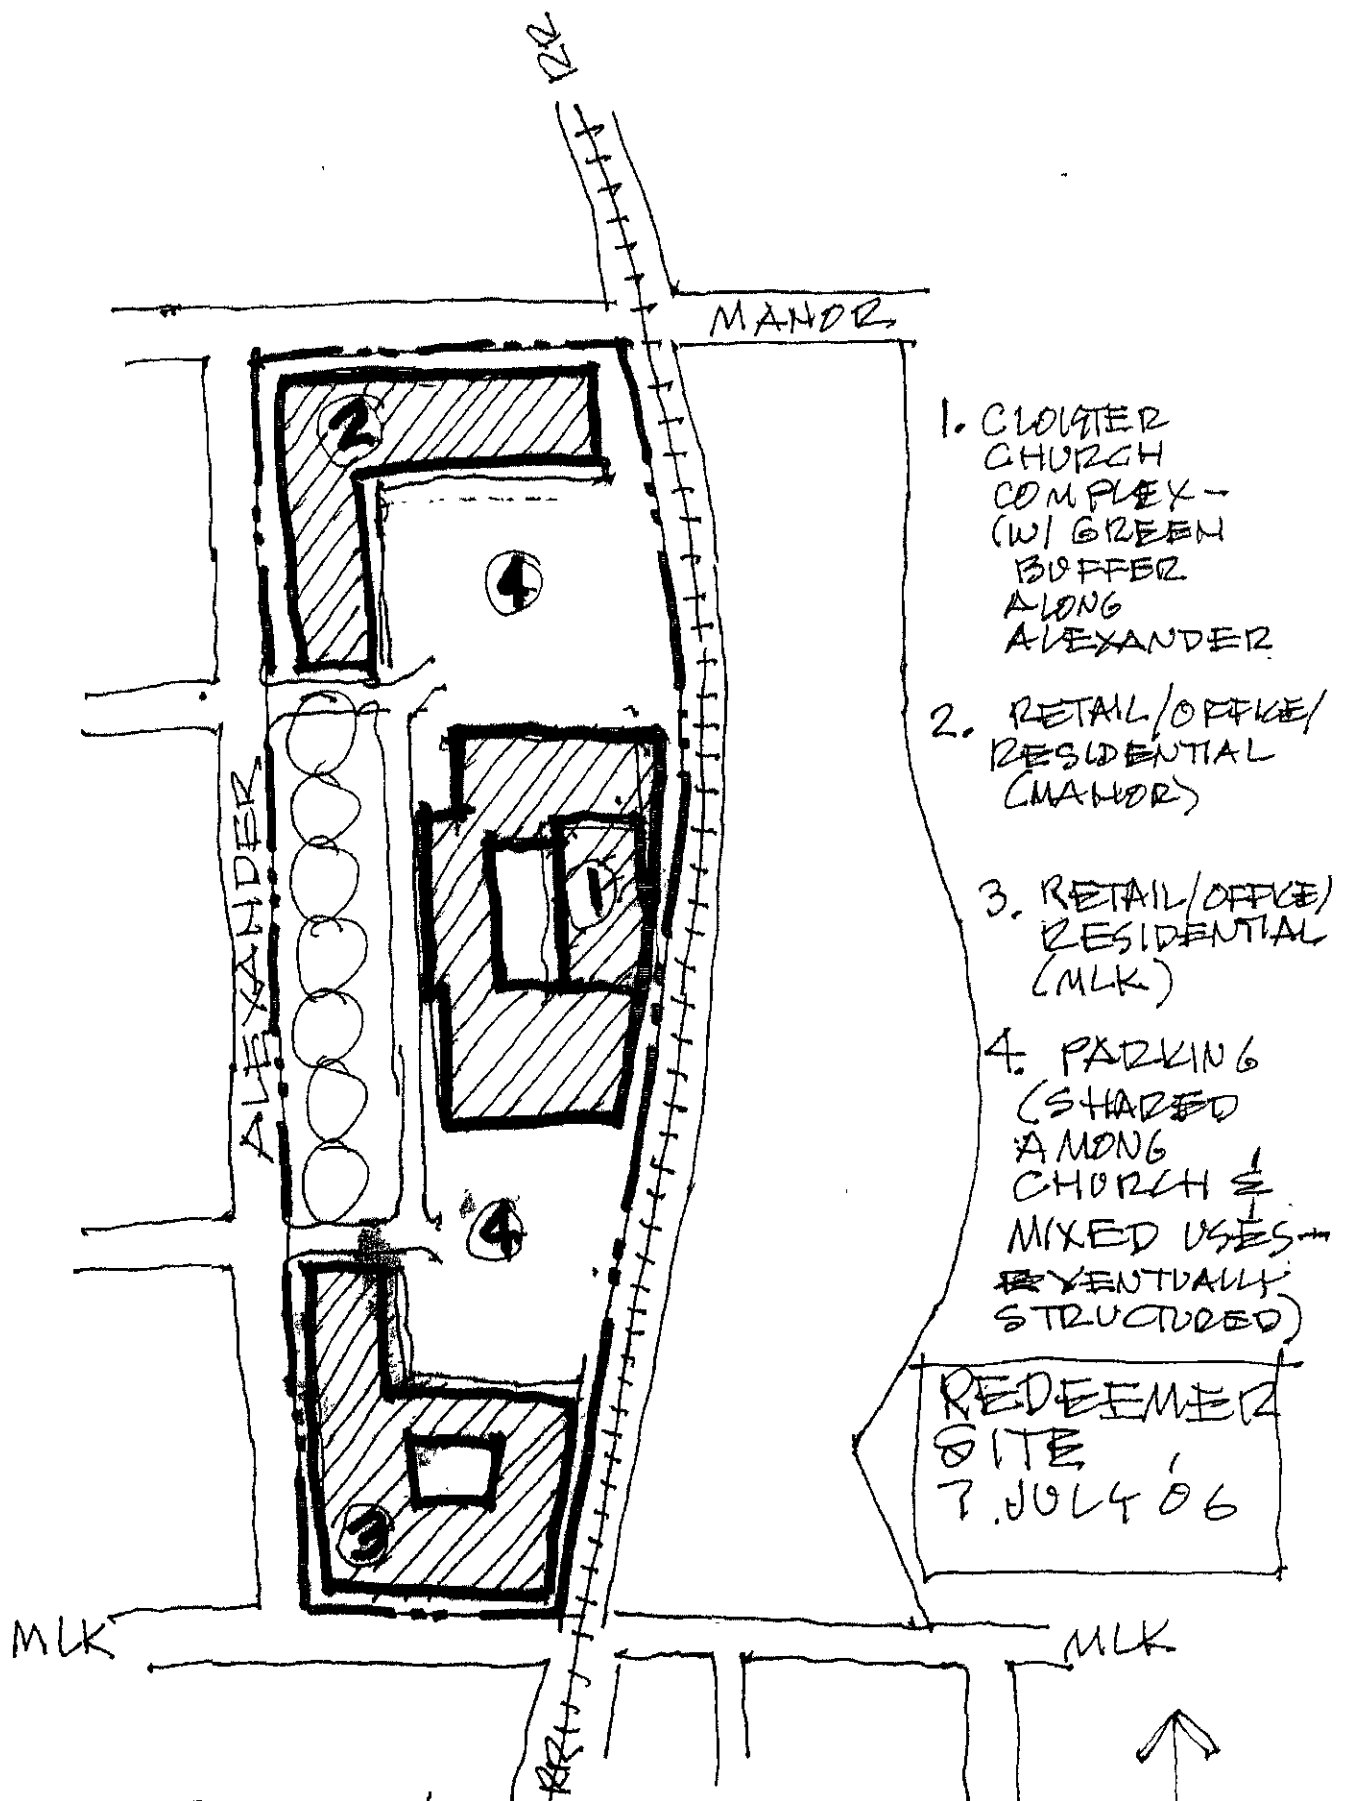 RR
MANOR
2
4
1. CLOISTER
CHURCH
COMPLEX -
(W/ GREEN
BUFFER
ALONG
ALEXANDER
2. RETAIL/OFFICE/
RESIDENTIAL
(MANOR)
ALEXANDER
1
3. RETAIL/OFFICE/
RESIDENTIAL
(MLK)
4. PARKING
(SHARED
AMONG
CHURCH &
MIXED USES -
EVENTUALLY
STRUCTURED)
4
REDEEMER
SITE
7 JULY '06
3
MLK
MLK
RR